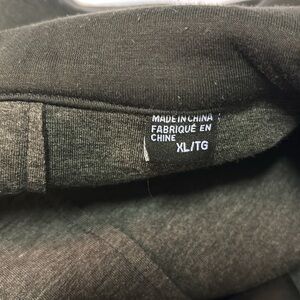 MADE IN CHINA
FABRIQUÉ EN
CHINE
XL/TG